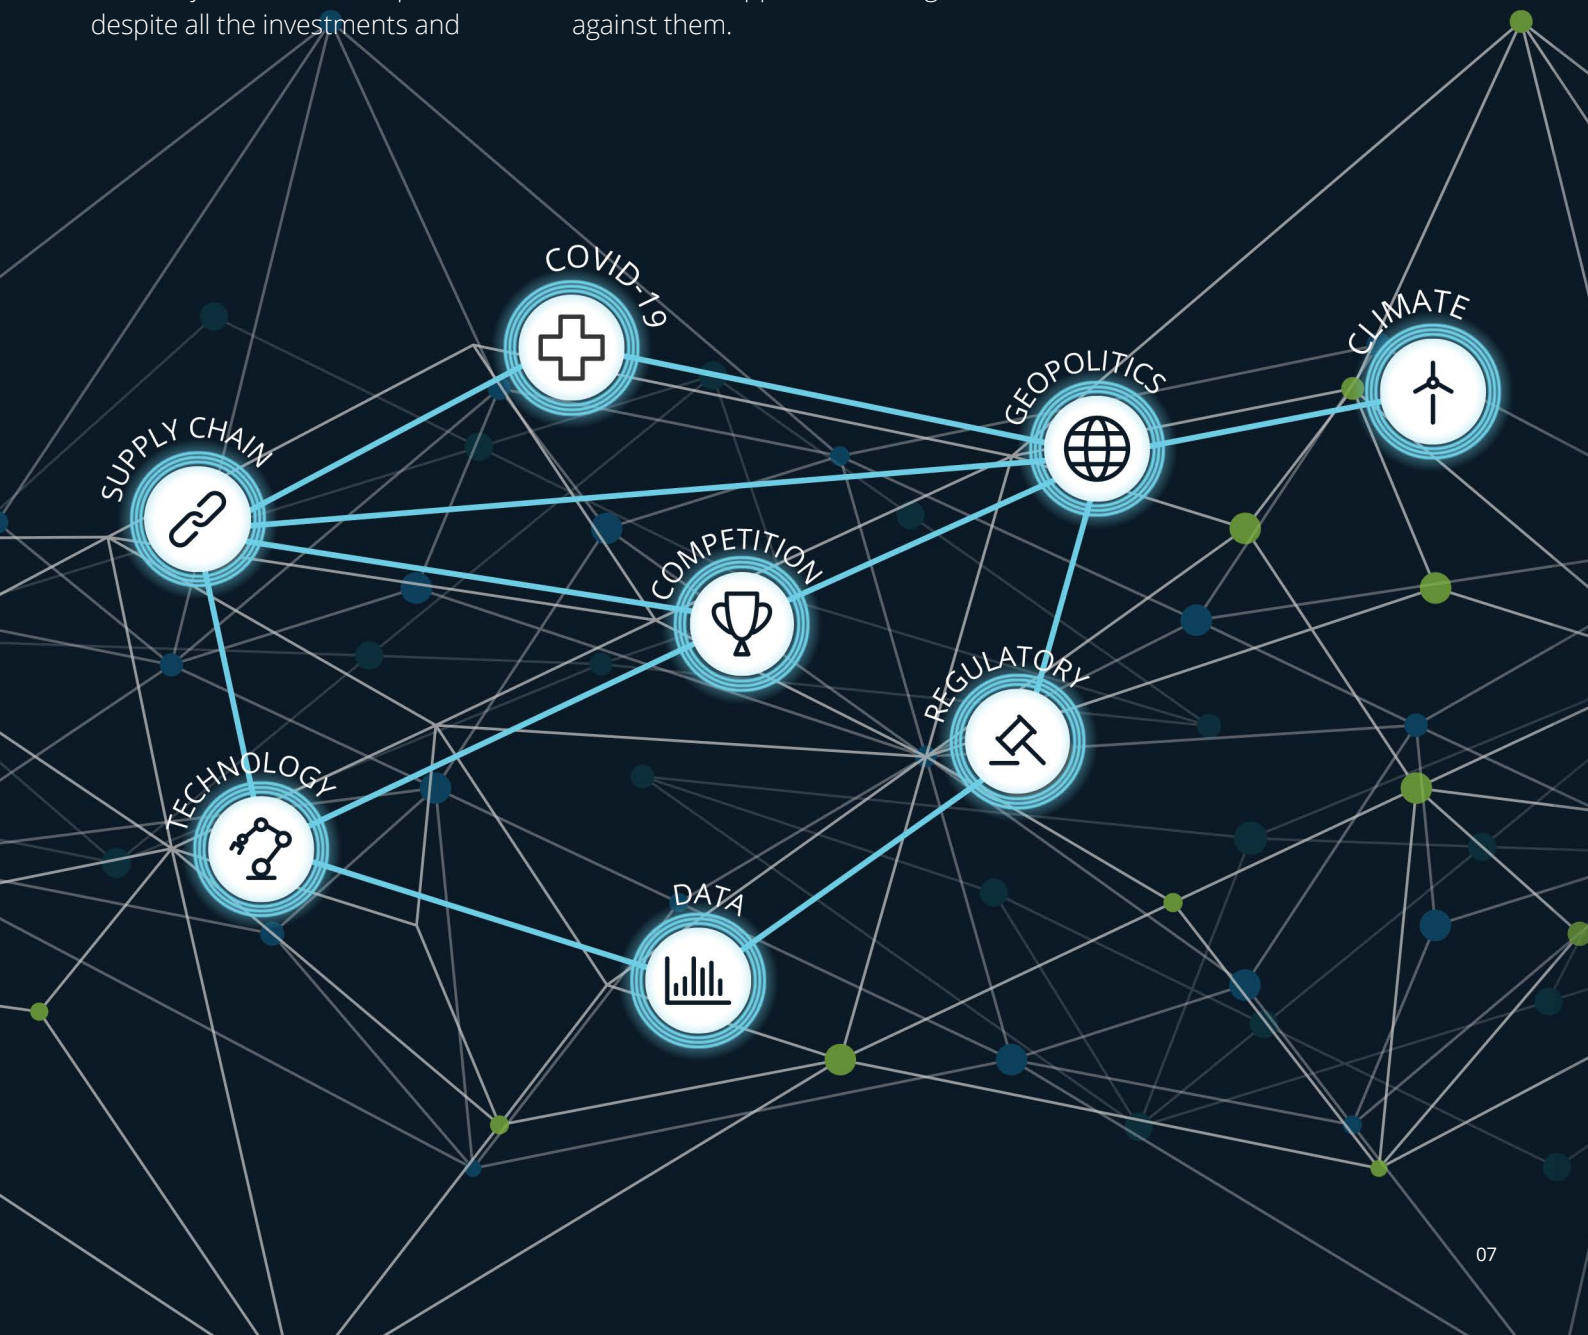 despite all the investments and
against them.
COVID-19
CLIMATE
GEOPOLITICS
SUPPLY CHAIN
COMPETITION
REGULATORY
TECHNOLOGY
DATA
07